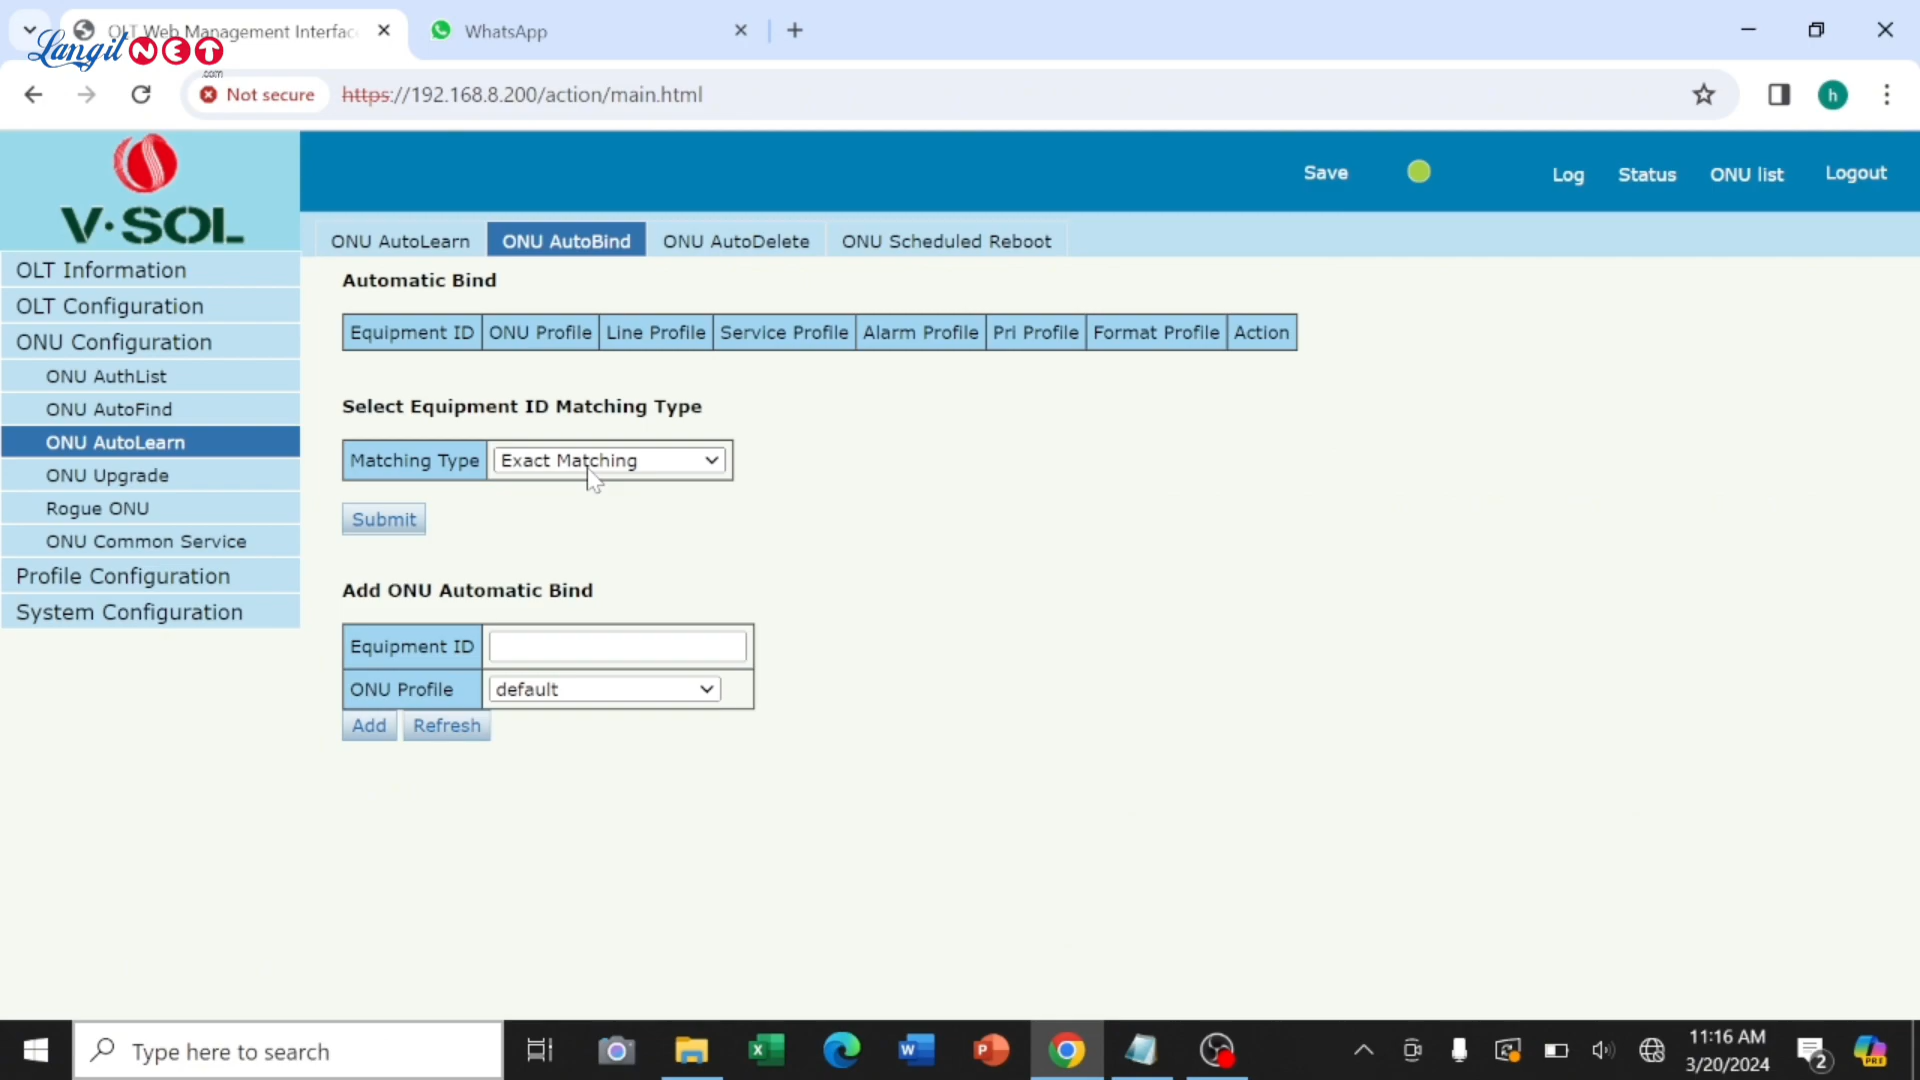 OLT Web Management Interfac
WhatsApp
Langit NET
.com
Not secure
https://192.168.8.200/action/main.html
h
V·SOL
Save
Log
Status
ONU list
Logout
ONU AutoLearn
ONU AutoBind
ONU AutoDelete
ONU Scheduled Reboot
OLT Information
OLT Configuration
ONU Configuration
ONU AuthList
ONU AutoFind
ONU AutoLearn
ONU Upgrade
Rogue ONU
ONU Common Service
Profile Configuration
System Configuration
Automatic Bind
Equipment ID ONU Profile Line Profile Service Profile Alarm Profile Pri Profile Format Profile Action
Select Equipment ID Matching Type
Matching Type Exact Matching
Submit
Add ONU Automatic Bind
Equipment ID
ONU Profile default
Add Refresh
Type here to search
11:16 AM
3/20/2024
2
PRE